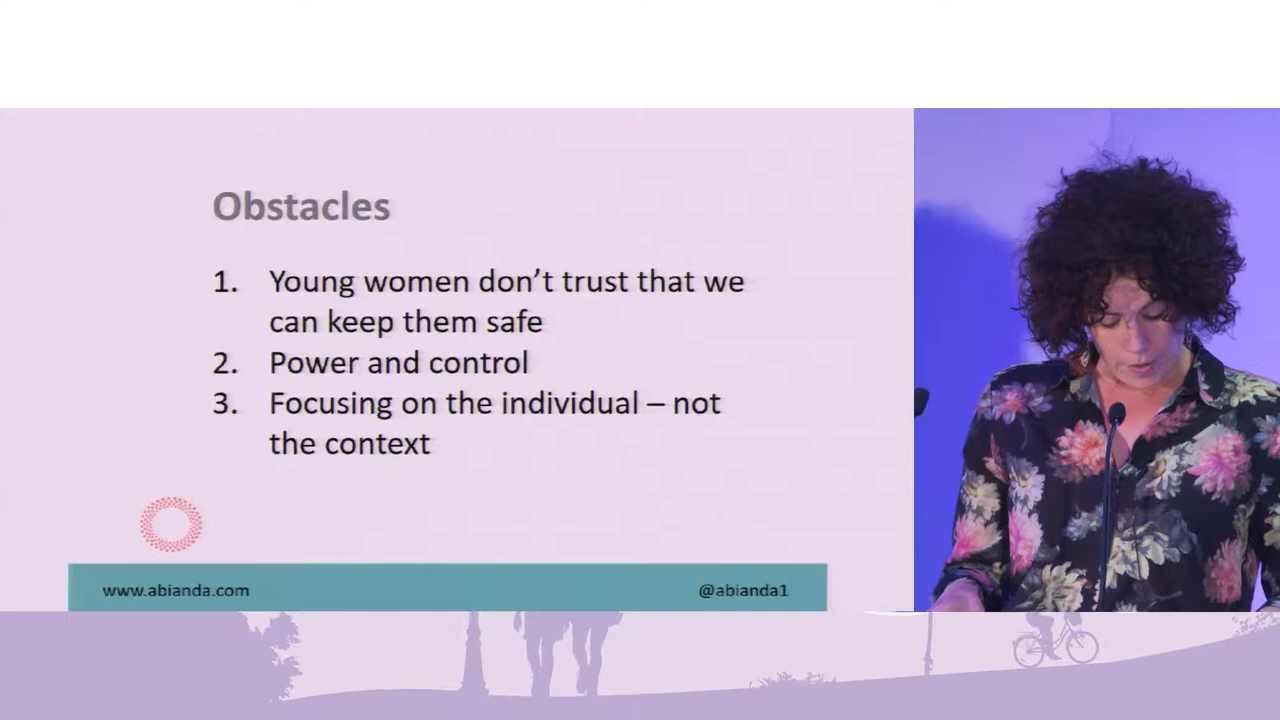 Obstacles
1. Young women don't trust that we
can keep them safe
2. Power and control
3. Focusing on the individual – not
the context
www.abianda.com
@abianda1